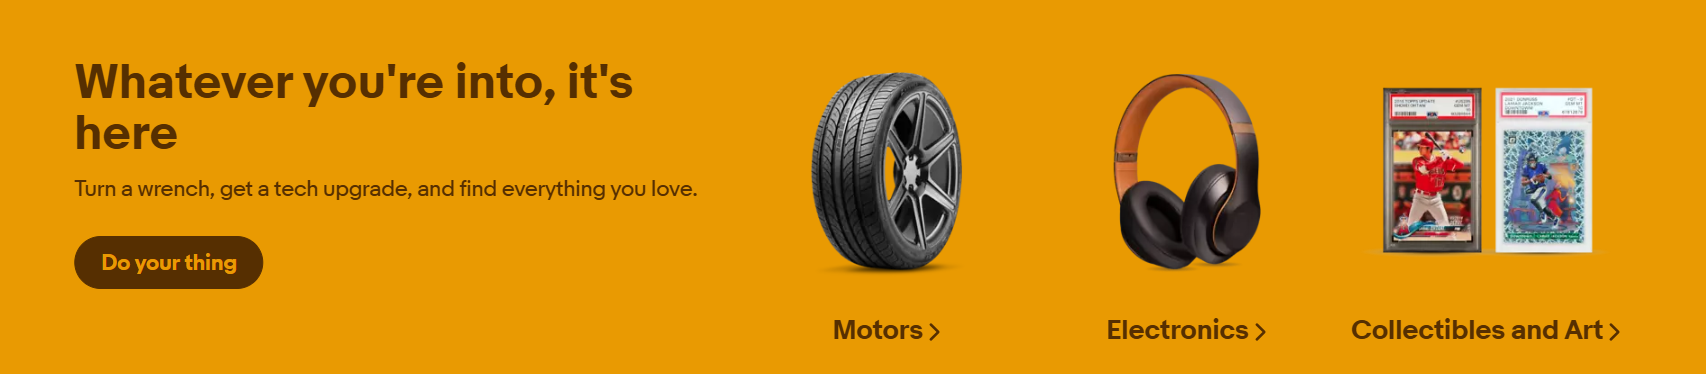 Whatever you're into, it's
here
Turn a wrench, get a tech upgrade, and find everything you love.
Do your thing
Motors
Electronics
Collectibles and Art